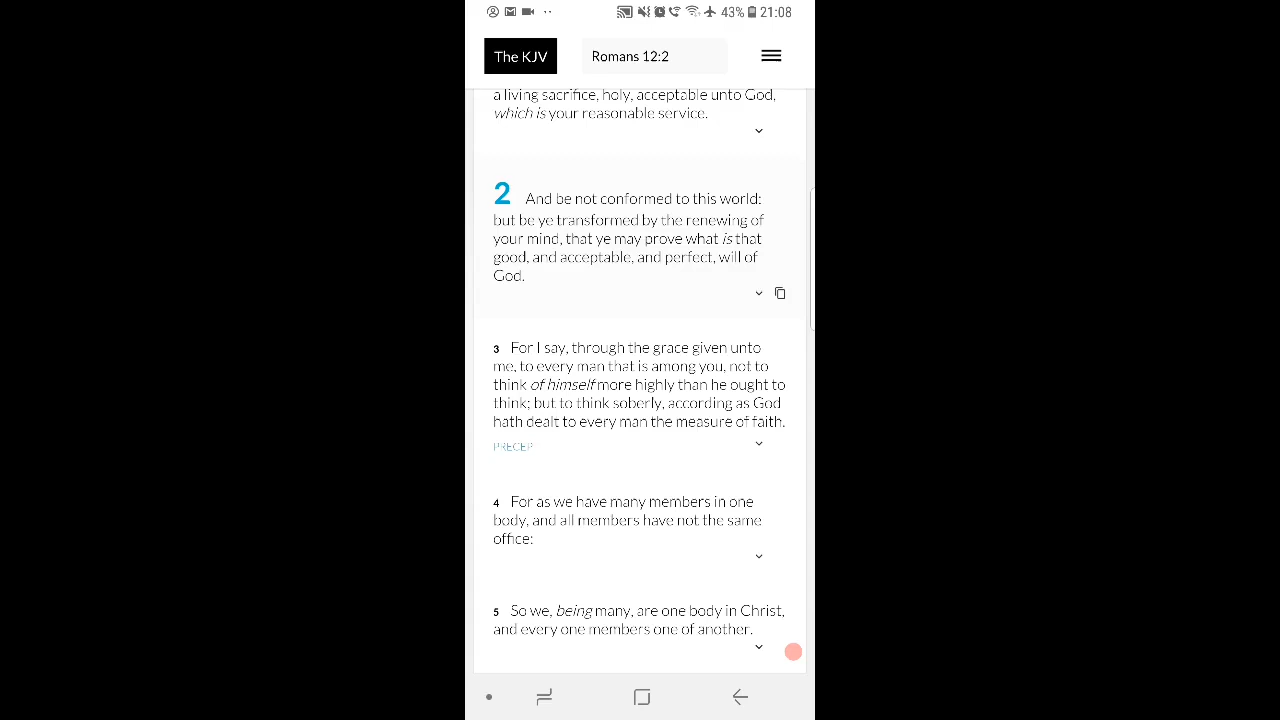 43% 21:08
The KJV
Romans 12:2
a living sacrifice, holy, acceptable unto God,
which is your reasonable service.
2 And be not conformed to this world:
but be ye transformed by the renewing of
your mind, that ye may prove what is that
good, and acceptable, and perfect, will of
God.
3 For I say, through the grace given unto
me, to every man that is among you, not to
think of himself more highly than he ought to
think; but to think soberly, according as God
hath dealt to every man the measure of faith.
PRECEP
4 For as we have many members in one
body, and all members have not the same
office:
5 So we, being many, are one body in Christ,
and every one members one of another.